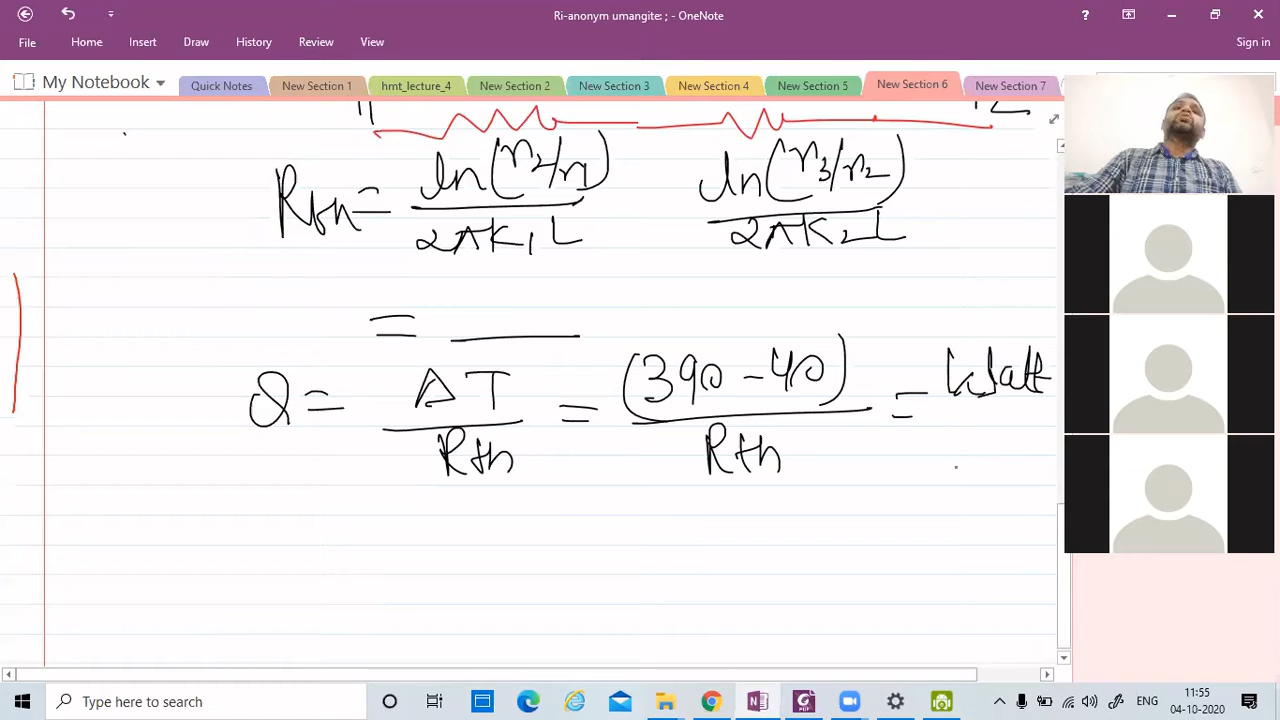 Ri-anonym umangite: ; - OneNote
File Home Insert Draw History Review View Sign in
My Notebook Quick Notes New Section 1 hmt_lecture_4 New Section 2 New Section 3 New Section 4 New Section 5 New Section 6 New Section 7
Rth = ln(r2/r1) / 2πK1L ln(r3/r2) / 2πK2L
=
Q = ΔT / Rth = (390 - 40) / Rth =
Type here to search
ENG
1:55
04-10-2020